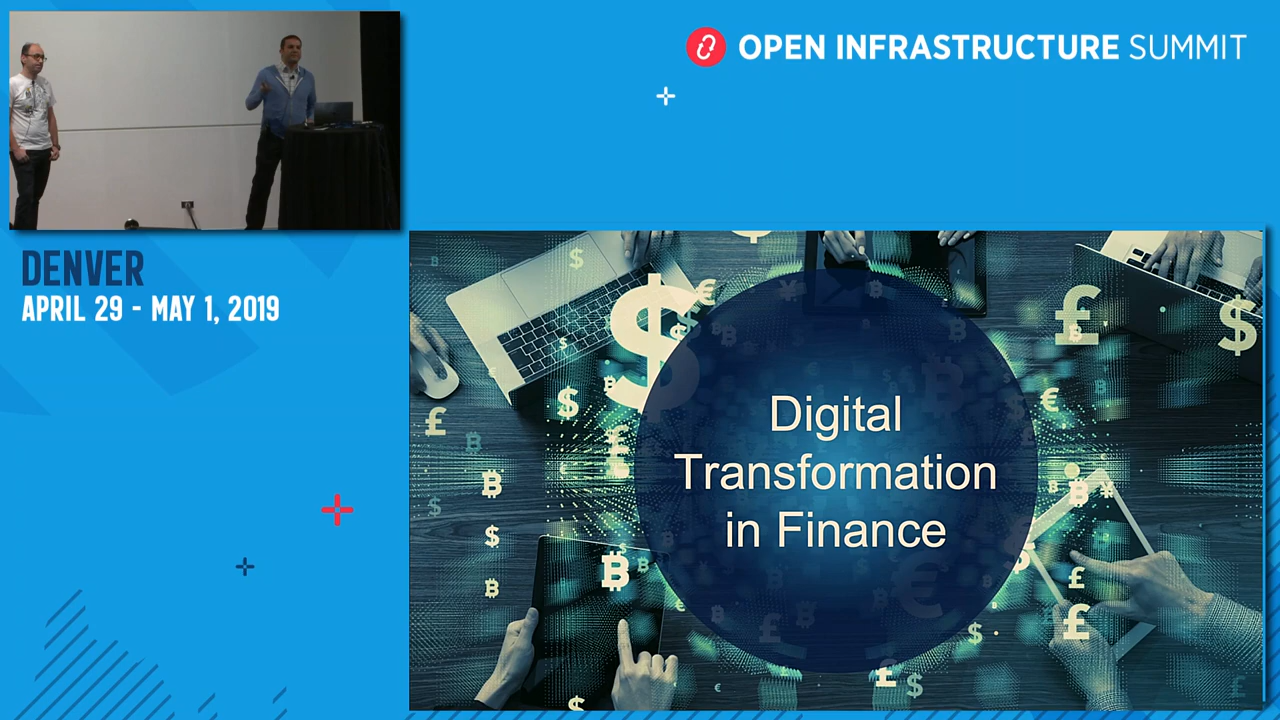 OPEN INFRASTRUCTURE SUMMIT
DENVER
APRIL 29 - MAY 1, 2019
Digital
Transformation
in Finance